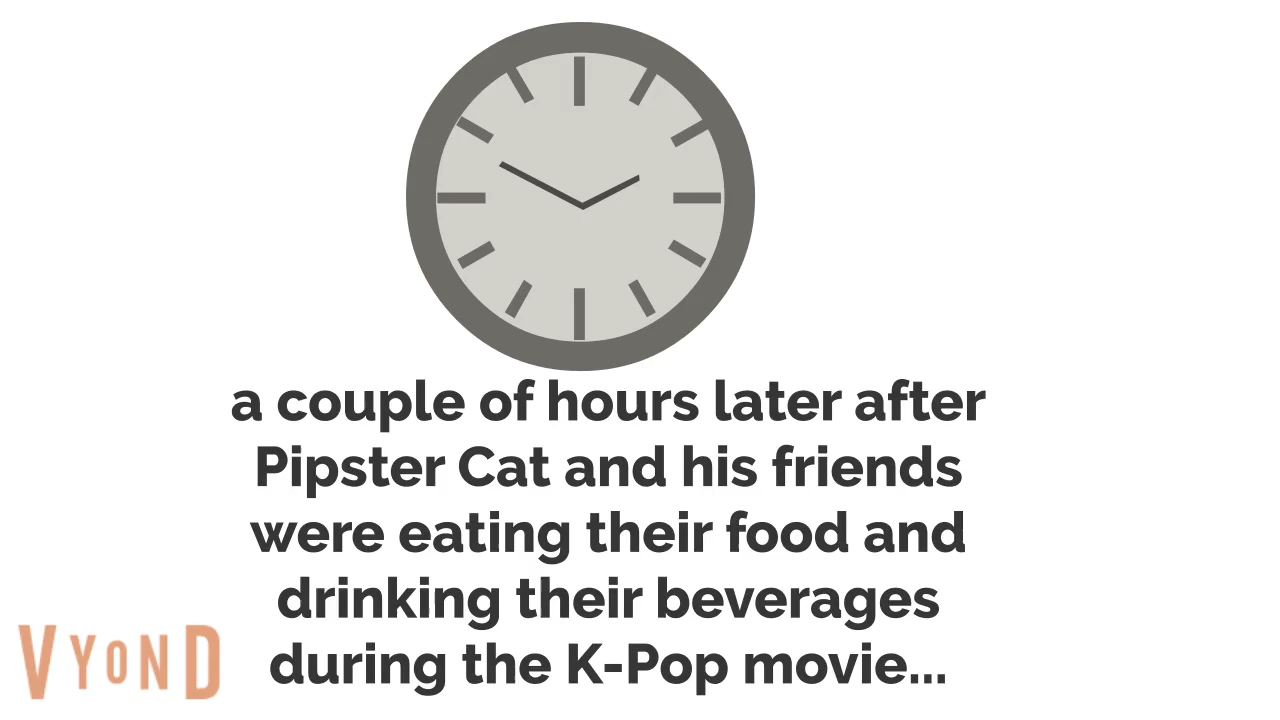 a couple of hours later after
Pipster Cat and his friends
were eating their food and
drinking their beverages
during the K-Pop movie...
VYOND